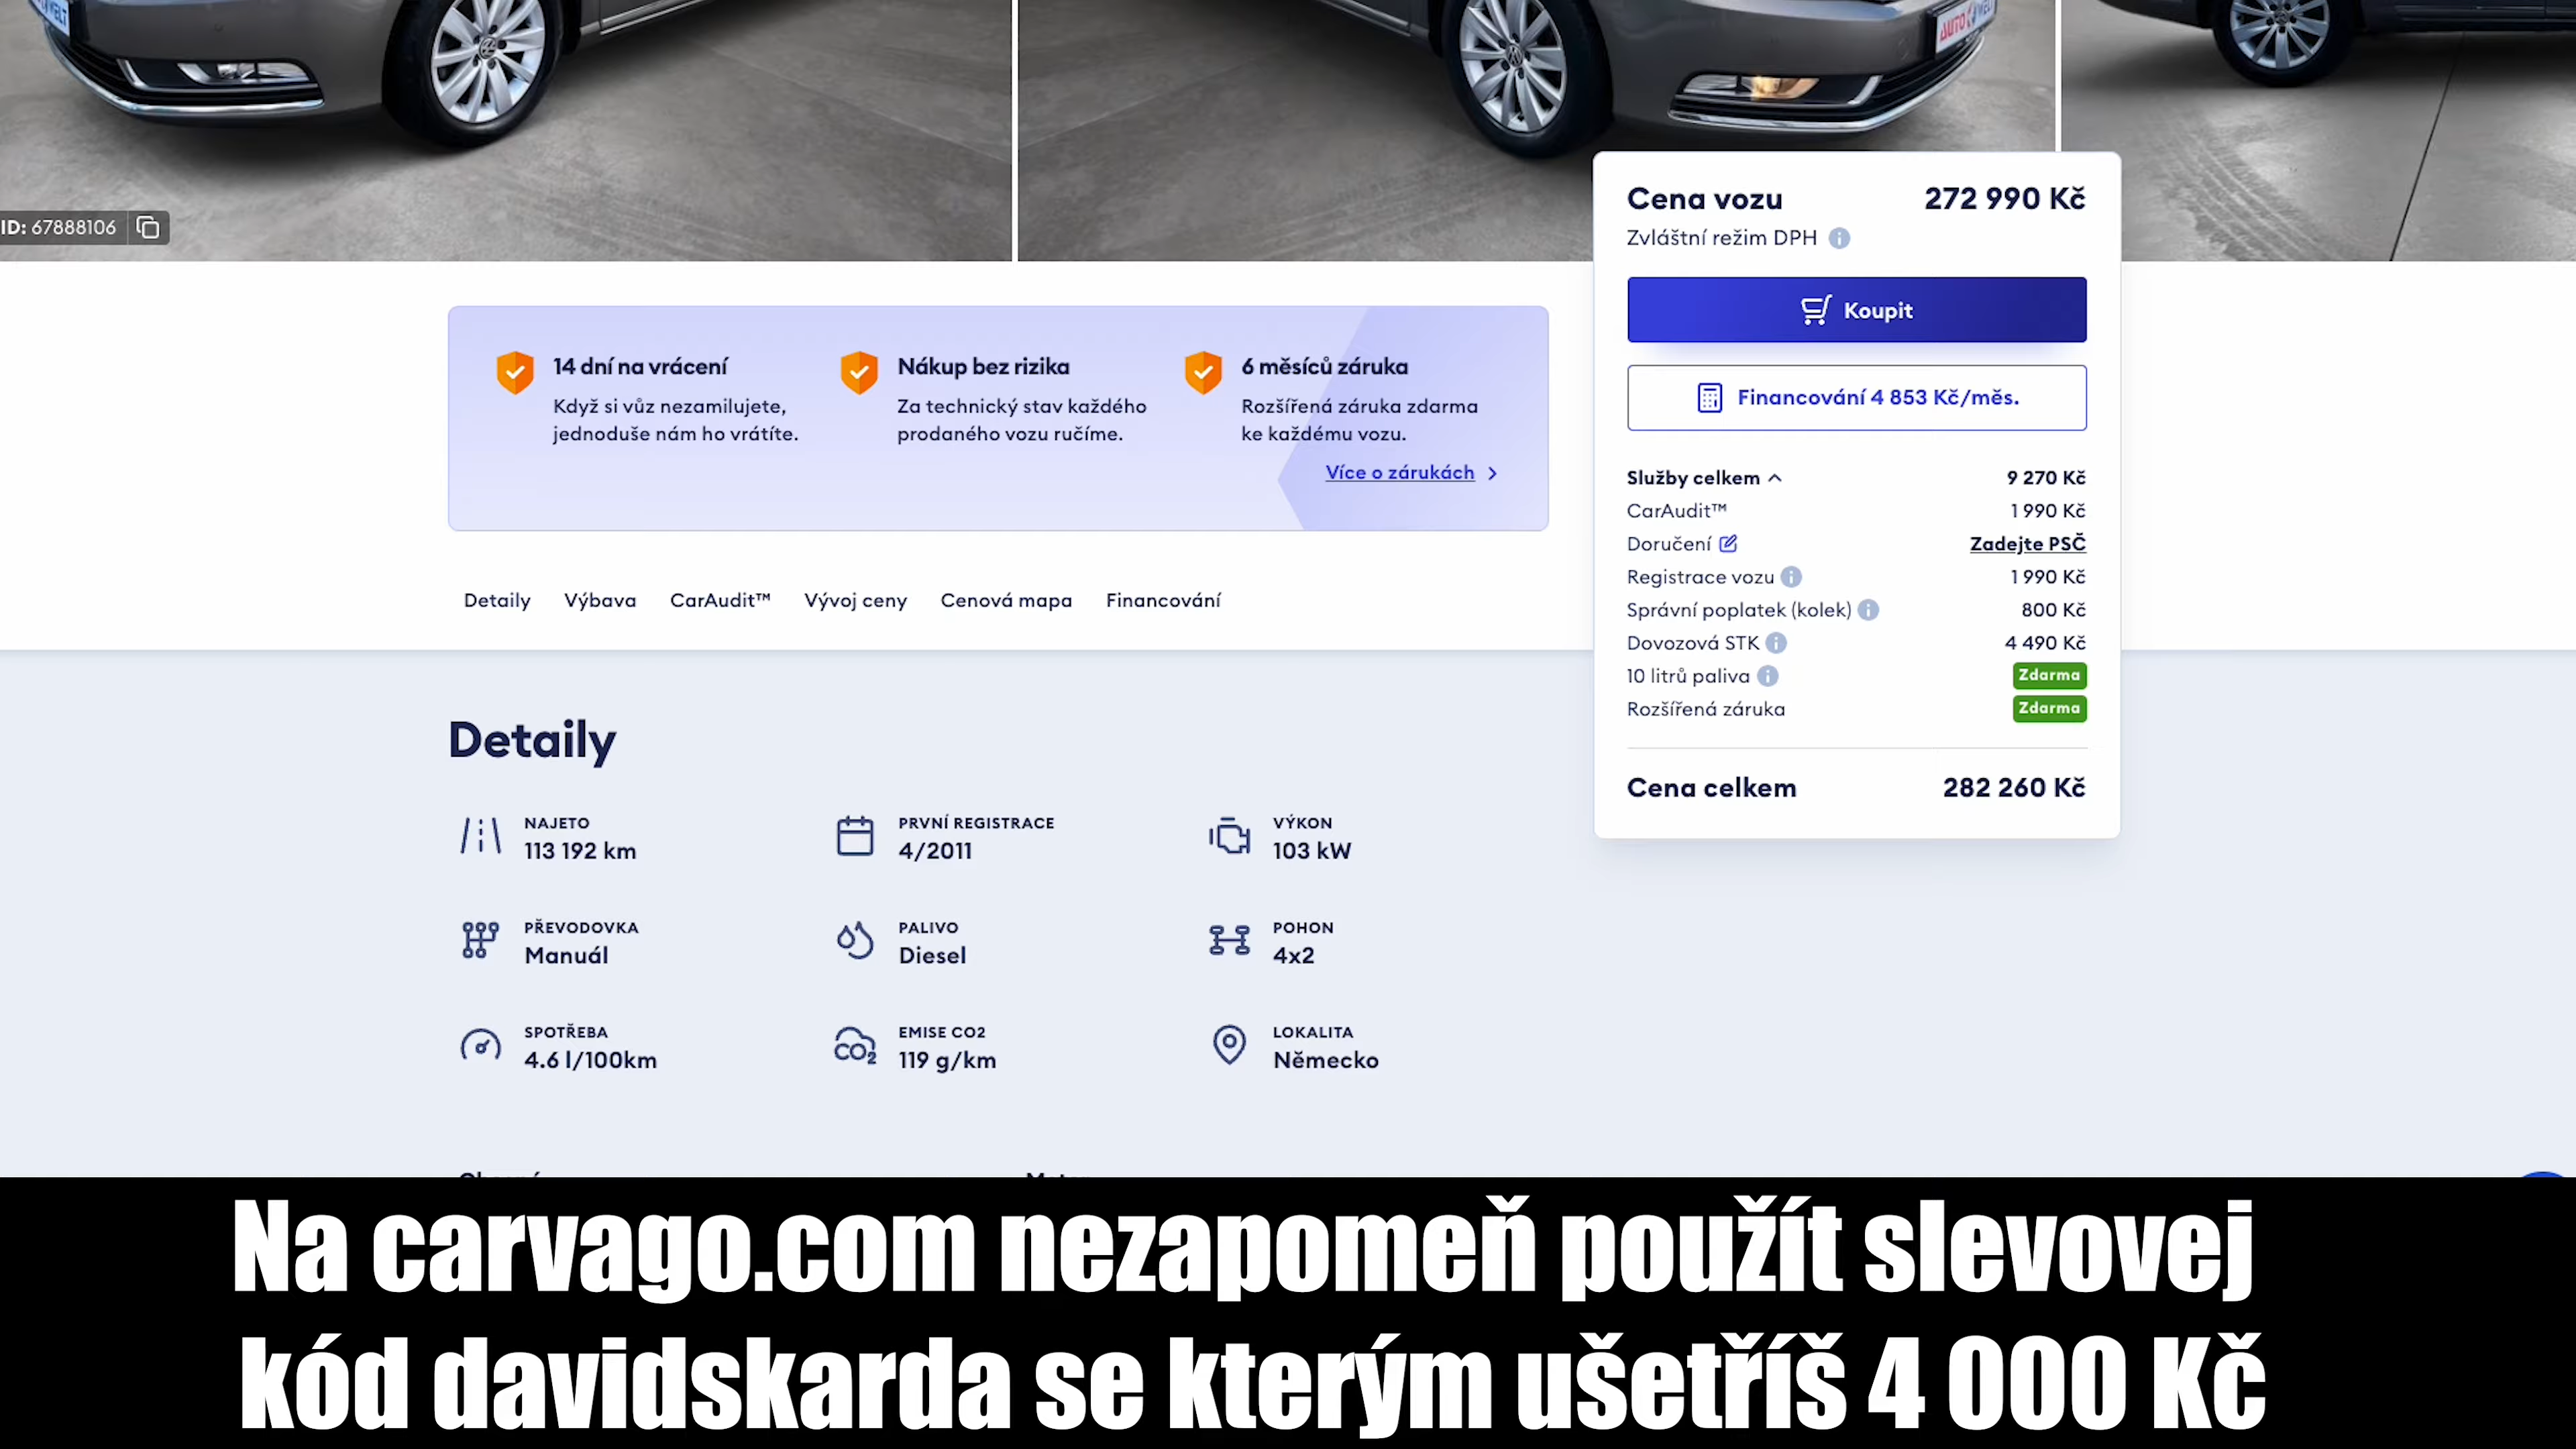 AUTO WELT
ID: 67888106
Cena vozu 272 990 Kč
Zvláštní režim DPH
Koupit
Financování 4 853 Kč/měs.
Služby celkem 9 270 Kč
CarAudit™ 1 990 Kč
Doručení Zadejte PSČ
Registrace vozu 1 990 Kč
Správní poplatek (kolek) 800 Kč
Dovozová STK 4 490 Kč
10 litrů paliva Zdarma
Rozšířená záruka Zdarma
Cena celkem 282 260 Kč
14 dní na vrácení
Když si vůz nezamilujete,
jednoduše nám ho vrátíte.
Nákup bez rizika
Za technický stav každého
prodaného vozu ručíme.
6 měsíců záruka
Rozšířená záruka zdarma
ke každému vozu.
Více o zárukách
Detaily Výbava CarAudit™ Vývoj ceny Cenová mapa Financování
Detaily
NAJETO
113 192 km
PRVNÍ REGISTRACE
4/2011
VÝKON
103 kW
PŘEVODOVKA
Manuál
PALIVO
Diesel
POHON
4x2
SPOTŘEBA
4.6 l/100km
EMISE CO2
119 g/km
LOKALITA
Německo
Na carvago.com nezapomeň použít slevovej
kód davidskarda se kterým ušetříš 4 000 Kč